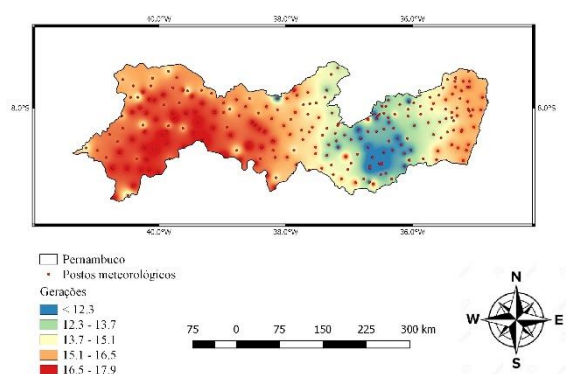 40.0°W 38.0°W 36.0°W
8.0°S 6.0°S
40.0°W 38.0°W 36.0°W
Pernambuco
Postos meteorológicos
Gerações
< 12.3
12.3 - 13.7
13.7 - 15.1
15.1 - 16.5
16.5 - 17.9
75 0 75 150 225 300 km
N
W E
S